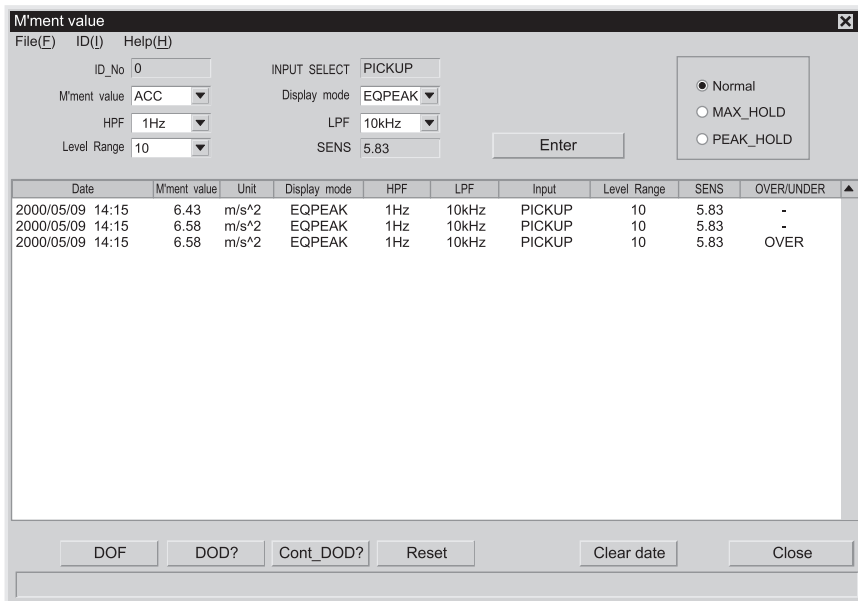 M'ment value
File(F) ID(I) Help(H)
ID_No 0 INPUT SELECT PICKUP
M'ment value ACC Display mode EQPEAK
HPF 1Hz LPF 10kHz
Level Range 10 SENS 5.83 Enter
Normal
MAX_HOLD
PEAK_HOLD
Date M'ment value Unit Display mode HPF LPF Input Level Range SENS OVER/UNDER
2000/05/09 14:15 6.43 m/s^2 EQPEAK 1Hz 10kHz PICKUP 10 5.83 -
2000/05/09 14:15 6.58 m/s^2 EQPEAK 1Hz 10kHz PICKUP 10 5.83 -
2000/05/09 14:15 6.58 m/s^2 EQPEAK 1Hz 10kHz PICKUP 10 5.83 OVER
DOF DOD? Cont_DOD? Reset Clear date Close